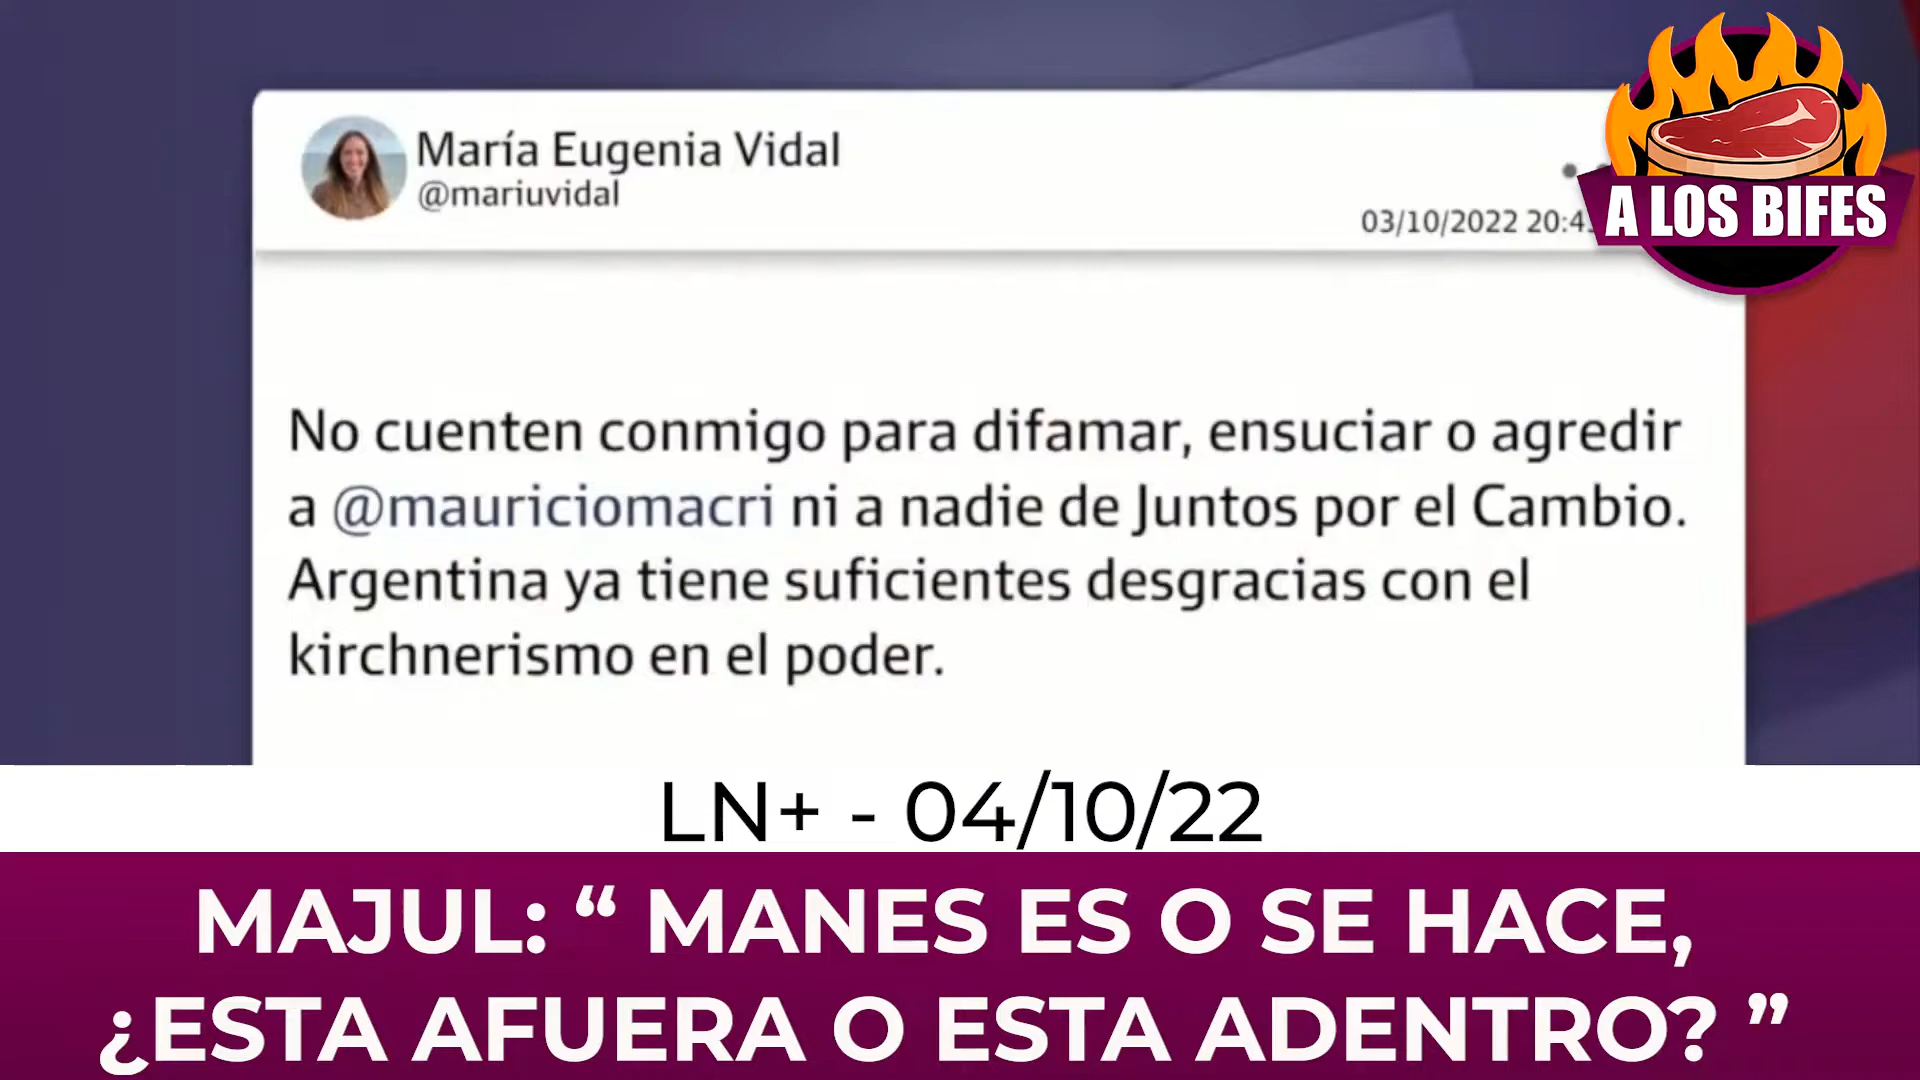 María Eugenia Vidal
@mariuvidal
03/10/2022
A LOS BIFES
No cuenten conmigo para difamar, ensuciar o agredir
a @mauriciomacri ni a nadie de Juntos por el Cambio.
Argentina ya tiene suficientes desgracias con el
kirchnerismo en el poder.
LN+ - 04/10/22
MAJUL: “ MANES ES O SE HACE,
¿ESTA AFUERA O ESTA ADENTRO? ”